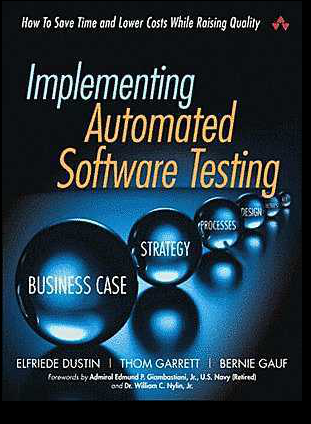 How To Save Time and Lower Costs While Raising Quality
Implementing
Automated
Software Testing
DESIGN
PROCESSES
STRATEGY
BUSINESS CASE
ELFRIEDE DUSTIN | THOM GARRETT | BERNIE GAUF
Forewords by Admiral Edmund P. Giambastiani, Jr., U.S. Navy (Retired)
and Dr. William C. Nylin, Jr.